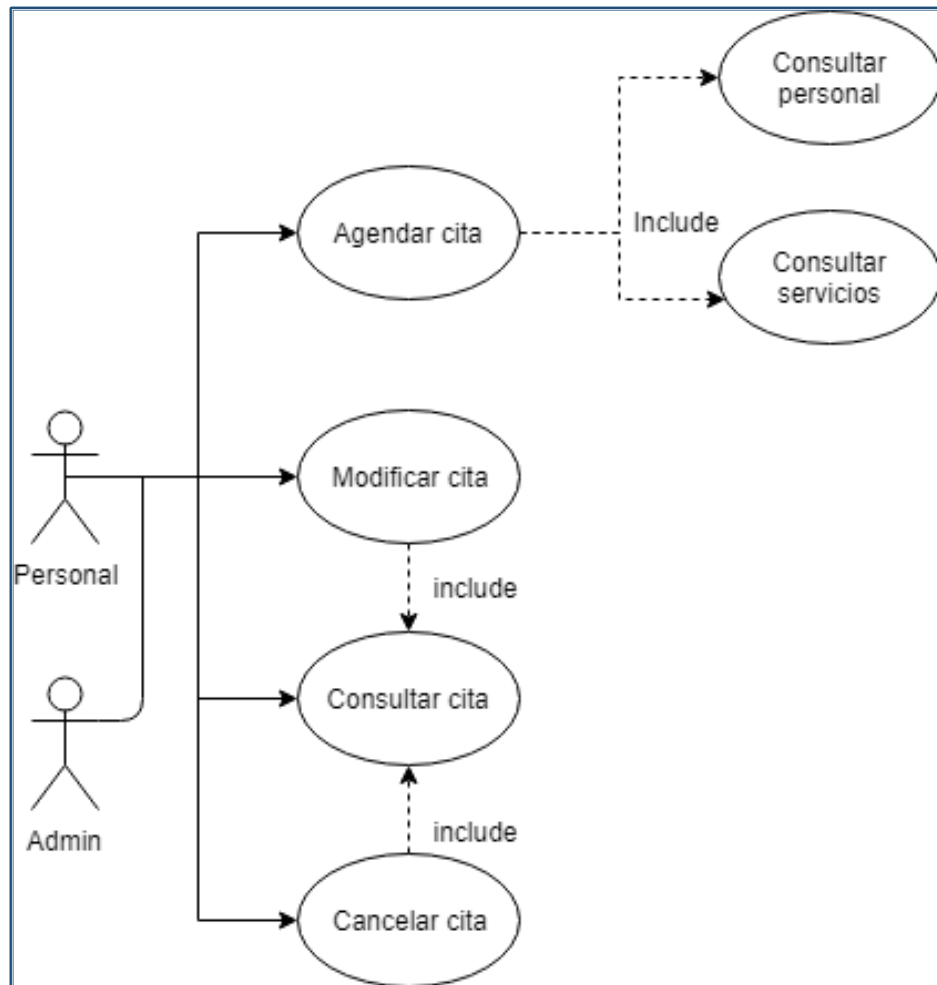 Consultar
personal
Agendar cita
Include
Consultar
servicios
Modificar cita
Personal
include
Consultar cita
Admin
include
Cancelar cita